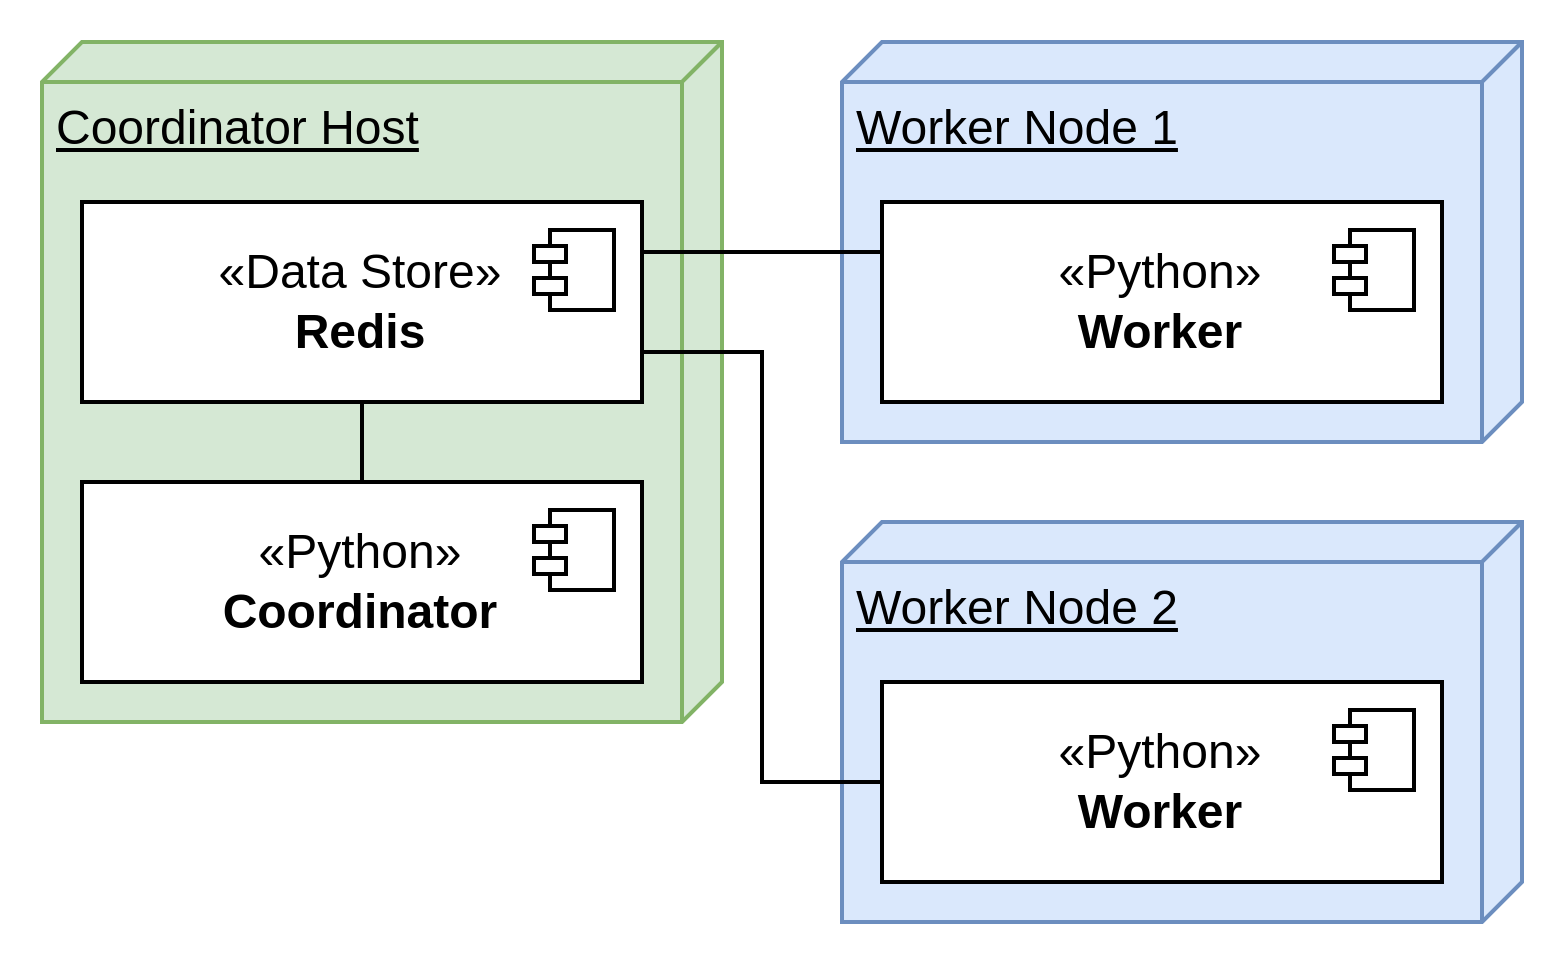 Coordinator Host
«Data Store»
Redis
«Python»
Coordinator
Worker Node 1
«Python»
Worker
Worker Node 2
«Python»
Worker